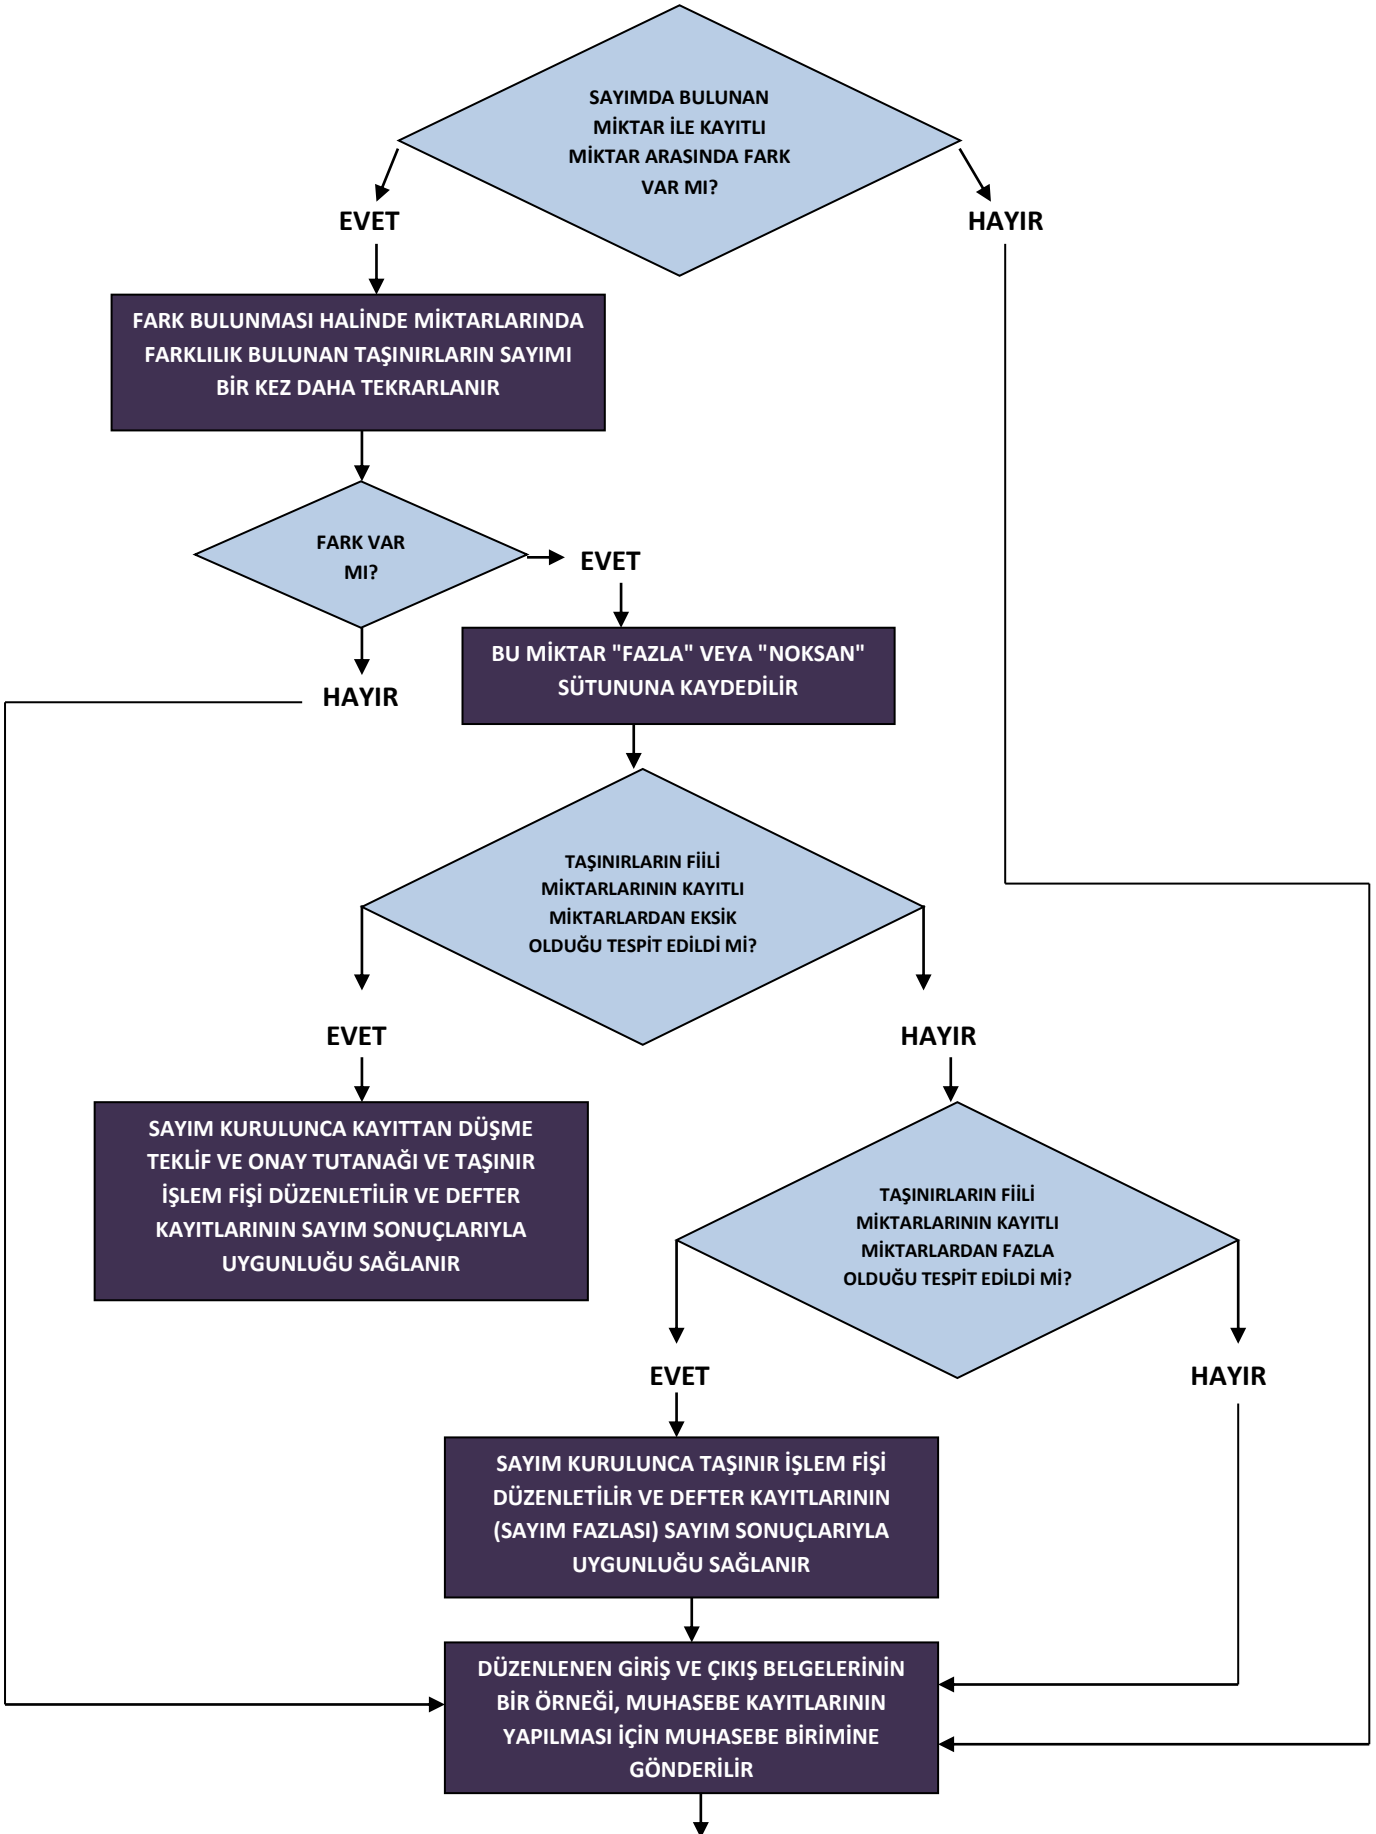 SAYIMDA BULUNAN
MİKTAR İLE KAYITLI
MİKTAR ARASINDA FARK
VAR MI?
EVET
HAYIR
FARK BULUNMASI HALİNDE MİKTARLARINDA
FARKLILIK BULUNAN TAŞINIRLARIN SAYIMI
BİR KEZ DAHA TEKRARLANIR
FARK VAR
MI?
EVET
BU MİKTAR "FAZLA" VEYA "NOKSAN"
SÜTUNUNA KAYDEDİLİR
HAYIR
TAŞINIRLARIN FİİLİ
MİKTARLARININ KAYITLI
MİKTARLARDAN EKSİK
OLDUĞU TESPİT EDİLDİ Mİ?
EVET
HAYIR
SAYIM KURULUNCA KAYITTAN DÜŞME
TEKLİF VE ONAY TUTANAĞI VE TAŞINIR
İŞLEM FİŞİ DÜZENLETİLİR VE DEFTER
KAYITLARININ SAYIM SONUÇLARIYLA
UYGUNLUĞU SAĞLANIR
TAŞINIRLARIN FİİLİ
MİKTARLARININ KAYITLI
MİKTARLARDAN FAZLA
OLDUĞU TESPİT EDİLDİ Mİ?
EVET
HAYIR
SAYIM KURULUNCA TAŞINIR İŞLEM FİŞİ
DÜZENLETİLİR VE DEFTER KAYITLARININ
(SAYIM FAZLASI) SAYIM SONUÇLARIYLA
UYGUNLUĞU SAĞLANIR
DÜZENLENEN GİRİŞ VE ÇIKIŞ BELGELERİNİN
BİR ÖRNEĞİ, MUHASEBE KAYITLARININ
YAPILMASI İÇİN MUHASEBE BİRİMİNE
GÖNDERİLİR